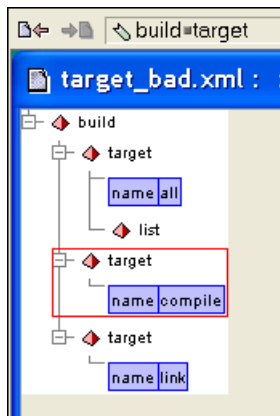 build=target
target_bad.xml :
build
target
name all
list
target
name compile
target
name link